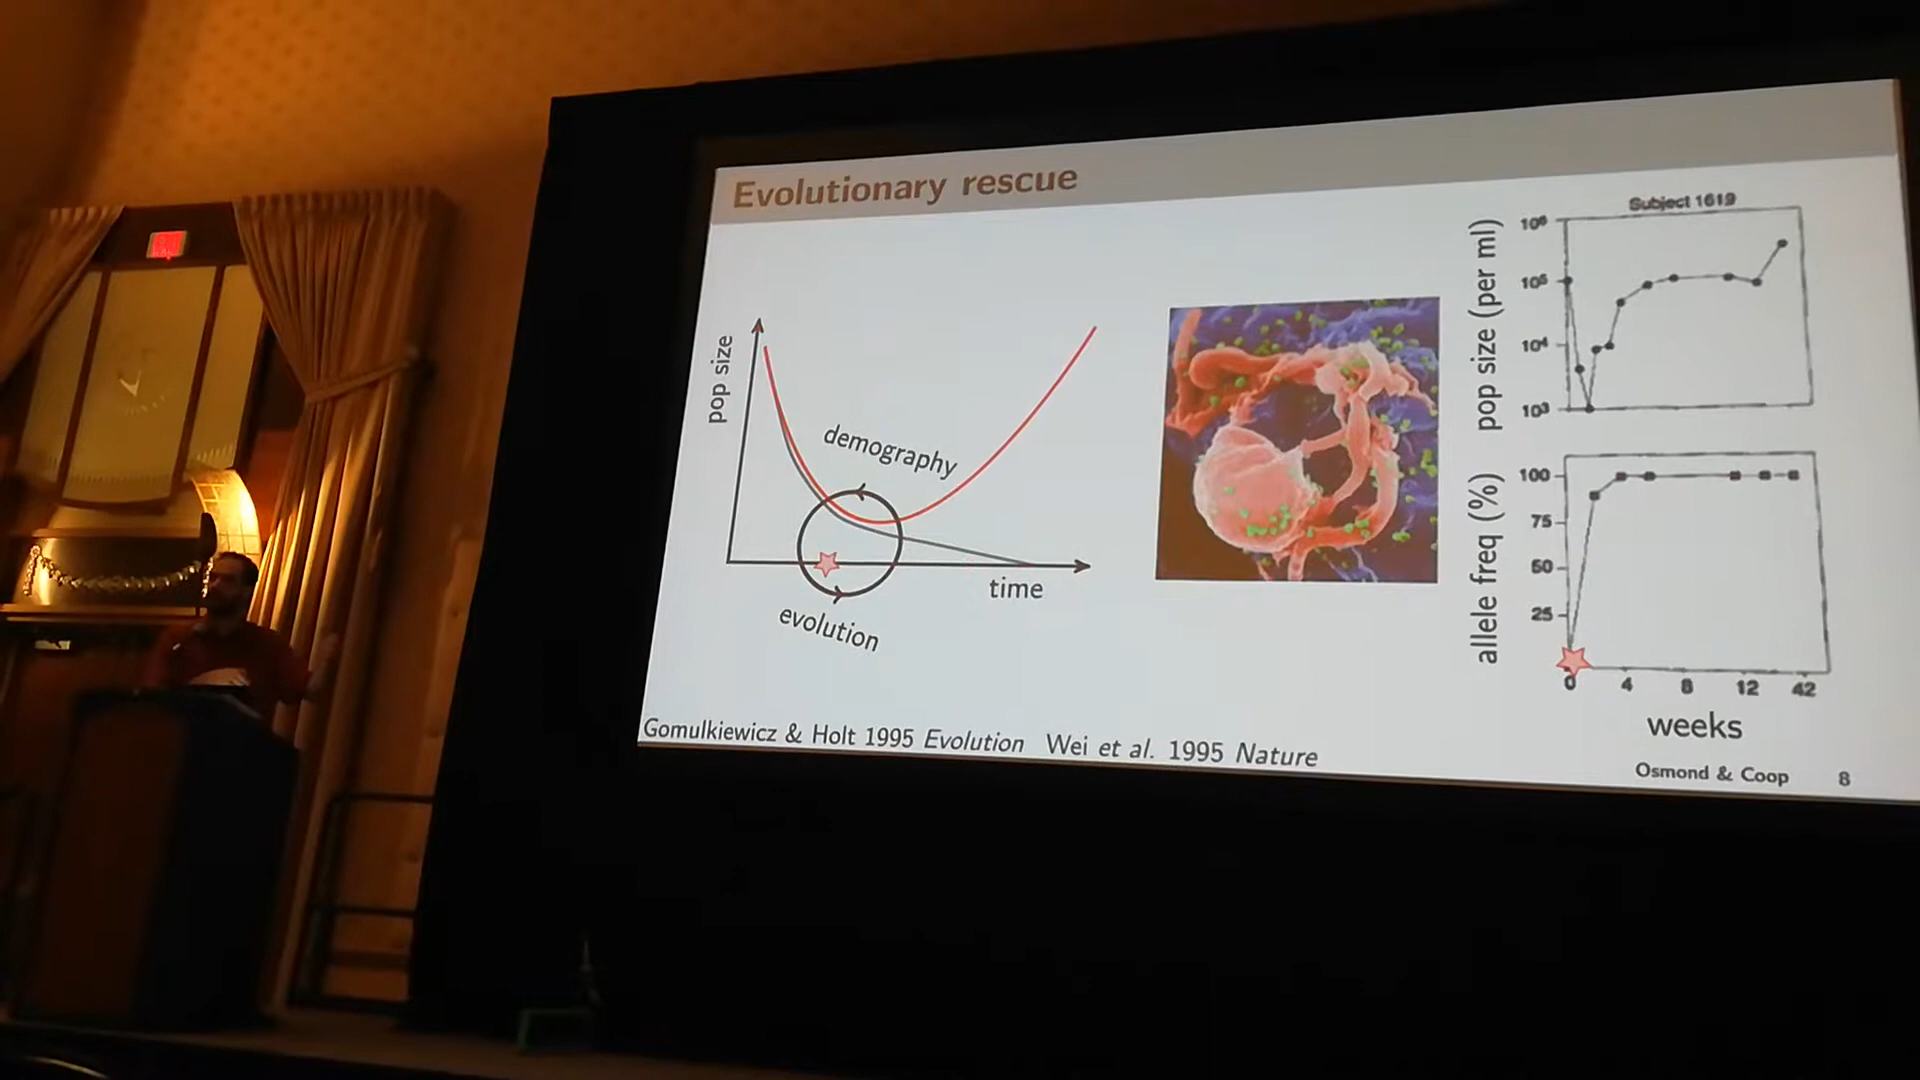 EXIT
Evolutionary rescue
pop size
demography
evolution
time
Subject 1619
pop size (per ml)
10⁶
10⁵
10⁴
10³
allele freq (%)
100
75
50
25
0 4 8 12 42
weeks
Gomulkiewicz & Holt 1995 Evolution Wei et al. 1995 Nature
Osmond & Coop 8